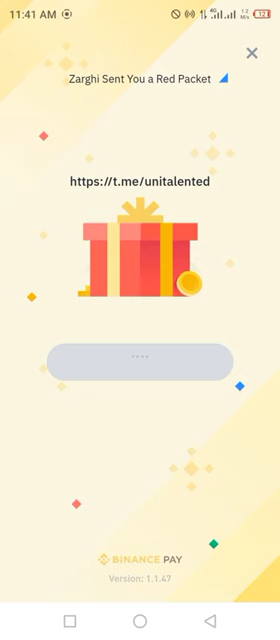 11:41 AM
4G
1.2 M/s
12
Zarghi Sent You a Red Packet
https://t.me/unitalented
BINANCE PAY
Version: 1.1.47